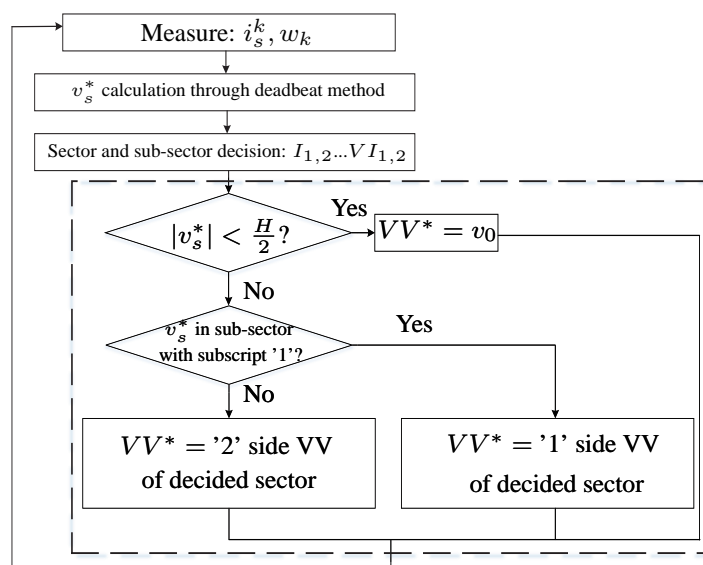 Measure: $i_s^k, w_k$
$v_s^*$ calculation through deadbeat method
Sector and sub-sector decision: $I_{1,2}...VI_{1,2}$
$|v_s^*| < \frac{H}{2}$?
Yes
$VV^* = v_0$
No
$v_s^*$ in sub-sector
with subscript '1'?
Yes
No
$VV^*$ = '2' side VV
of decided sector
$VV^*$ = '1' side VV
of decided sector